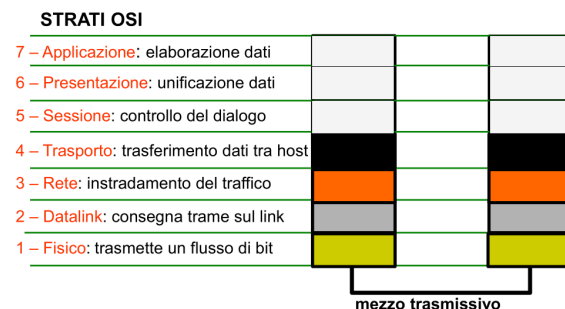 STRATI OSI
7 – Applicazione: elaborazione dati
6 – Presentazione: unificazione dati
5 – Sessione: controllo del dialogo
4 – Trasporto: trasferimento dati tra host
3 – Rete: instradamento del traffico
2 – Datalink: consegna trame sul link
1 – Fisico: trasmette un flusso di bit
mezzo trasmissivo